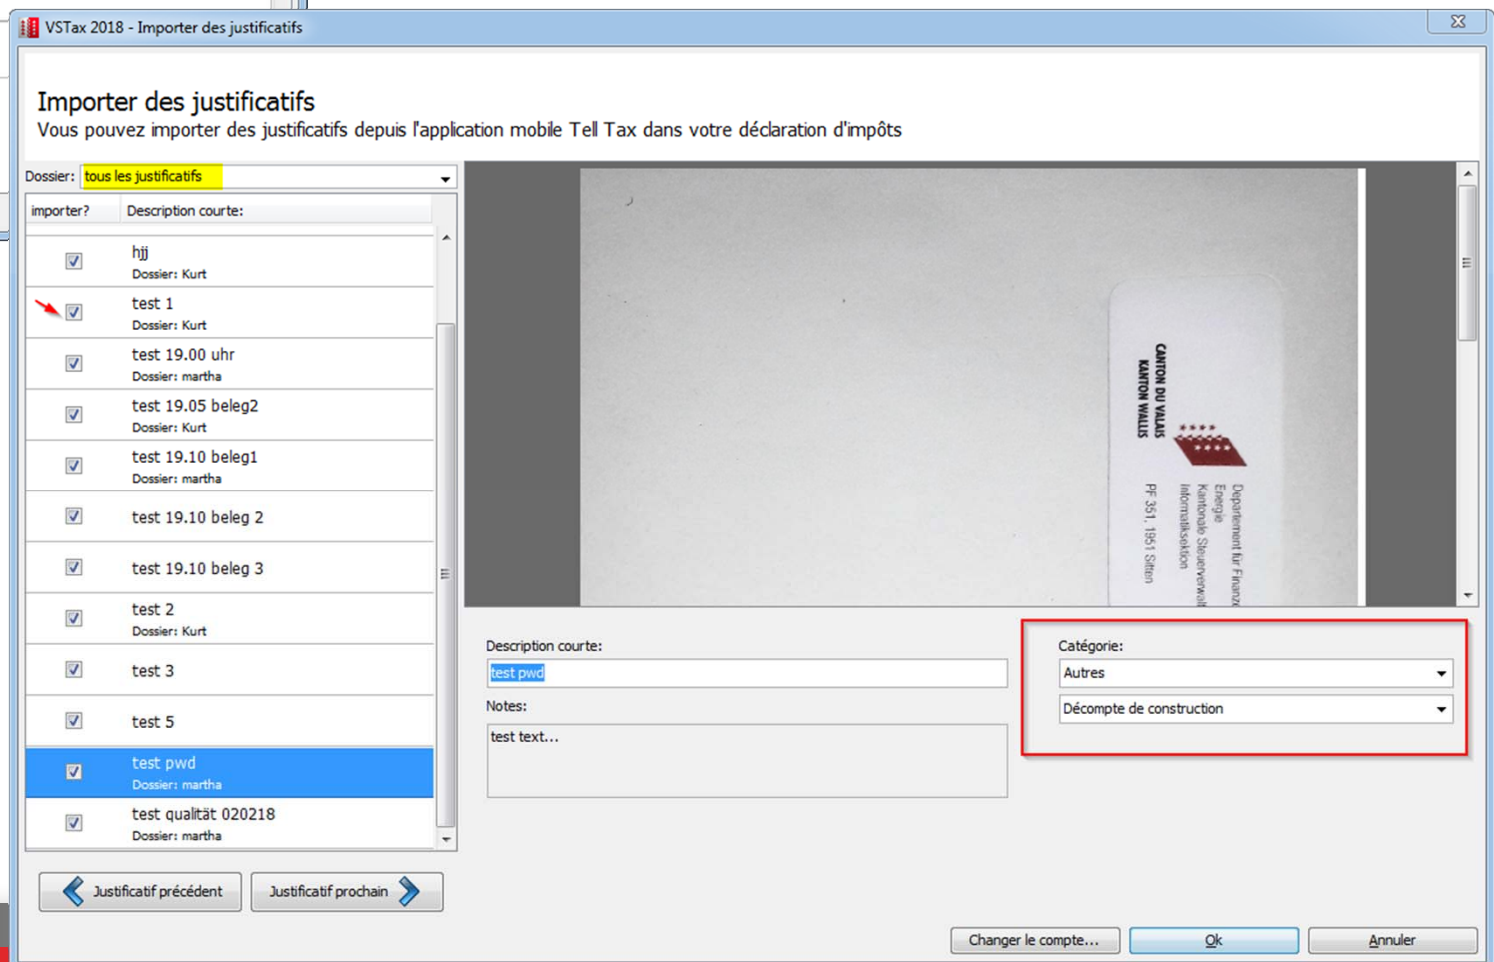 VSTax 2018 - Importer des justificatifs
Importer des justificatifs
Vous pouvez importer des justificatifs depuis l'application mobile Tell Tax dans votre déclaration d'impôts
Dossier: tous les justificatifs
importer? Description courte:
hjj
Dossier: Kurt
test 1
Dossier: Kurt
test 19.00 uhr
Dossier: martha
test 19.05 beleg2
Dossier: Kurt
test 19.10 beleg1
Dossier: martha
test 19.10 beleg 2
test 19.10 beleg 3
test 2
Dossier: Kurt
test 3
test 5
test pwd
Dossier: martha
test qualität 020218
Dossier: martha
Justificatif précédent
Justificatif prochain
CANTON DU VALAIS
KANTON WALLIS
Departement für Finanze
Energie
Kantonale Steuerverwalt
Informatiksektion
PF 351, 1951 Sitten
Description courte:
test pwd
Notes:
test text...
Catégorie:
Autres
Décompte de construction
Changer le compte...
Ok
Annuler